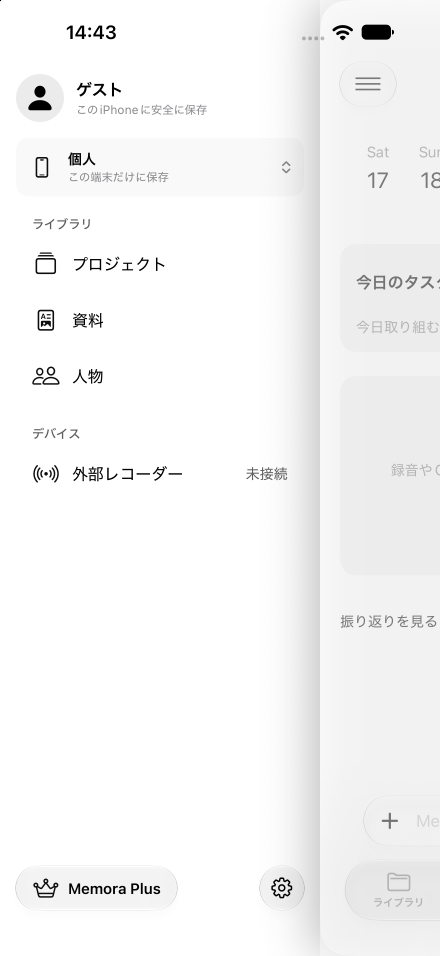 14:43
ゲスト
このiPhoneに安全に保存
個人
この端末だけに保存
ライブラリ
プロジェクト
資料
人物
デバイス
外部レコーダー 未接続
Memora Plus
Sat Sun
17 18
今日のタスク
今日取り組む
録音や
振り返りを見る
Me
ライブラリ